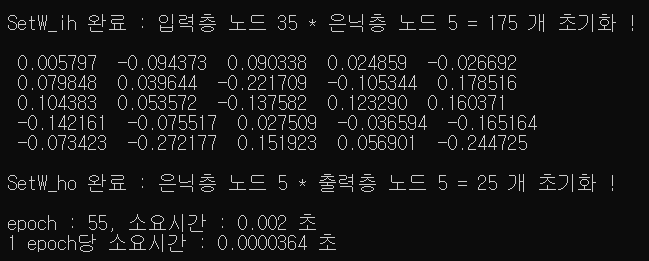 SetW_ih 완료 : 입력층 노드 35 * 은닉층 노드 5 = 175 개 초기화 !
0.005797 -0.094373 0.090338 0.024859 -0.026692
0.079848 0.039644 -0.221709 -0.105344 0.178516
0.104383 0.053572 -0.137582 0.123290 0.160371
-0.142161 -0.075517 0.027509 -0.036594 -0.165164
-0.073423 -0.272177 0.151923 0.056901 -0.244725
SetW_ho 완료 : 은닉층 노드 5 * 출력층 노드 5 = 25 개 초기화 !
epoch : 55, 소요시간 : 0.002 초
1 epoch당 소요시간 : 0.0000364 초